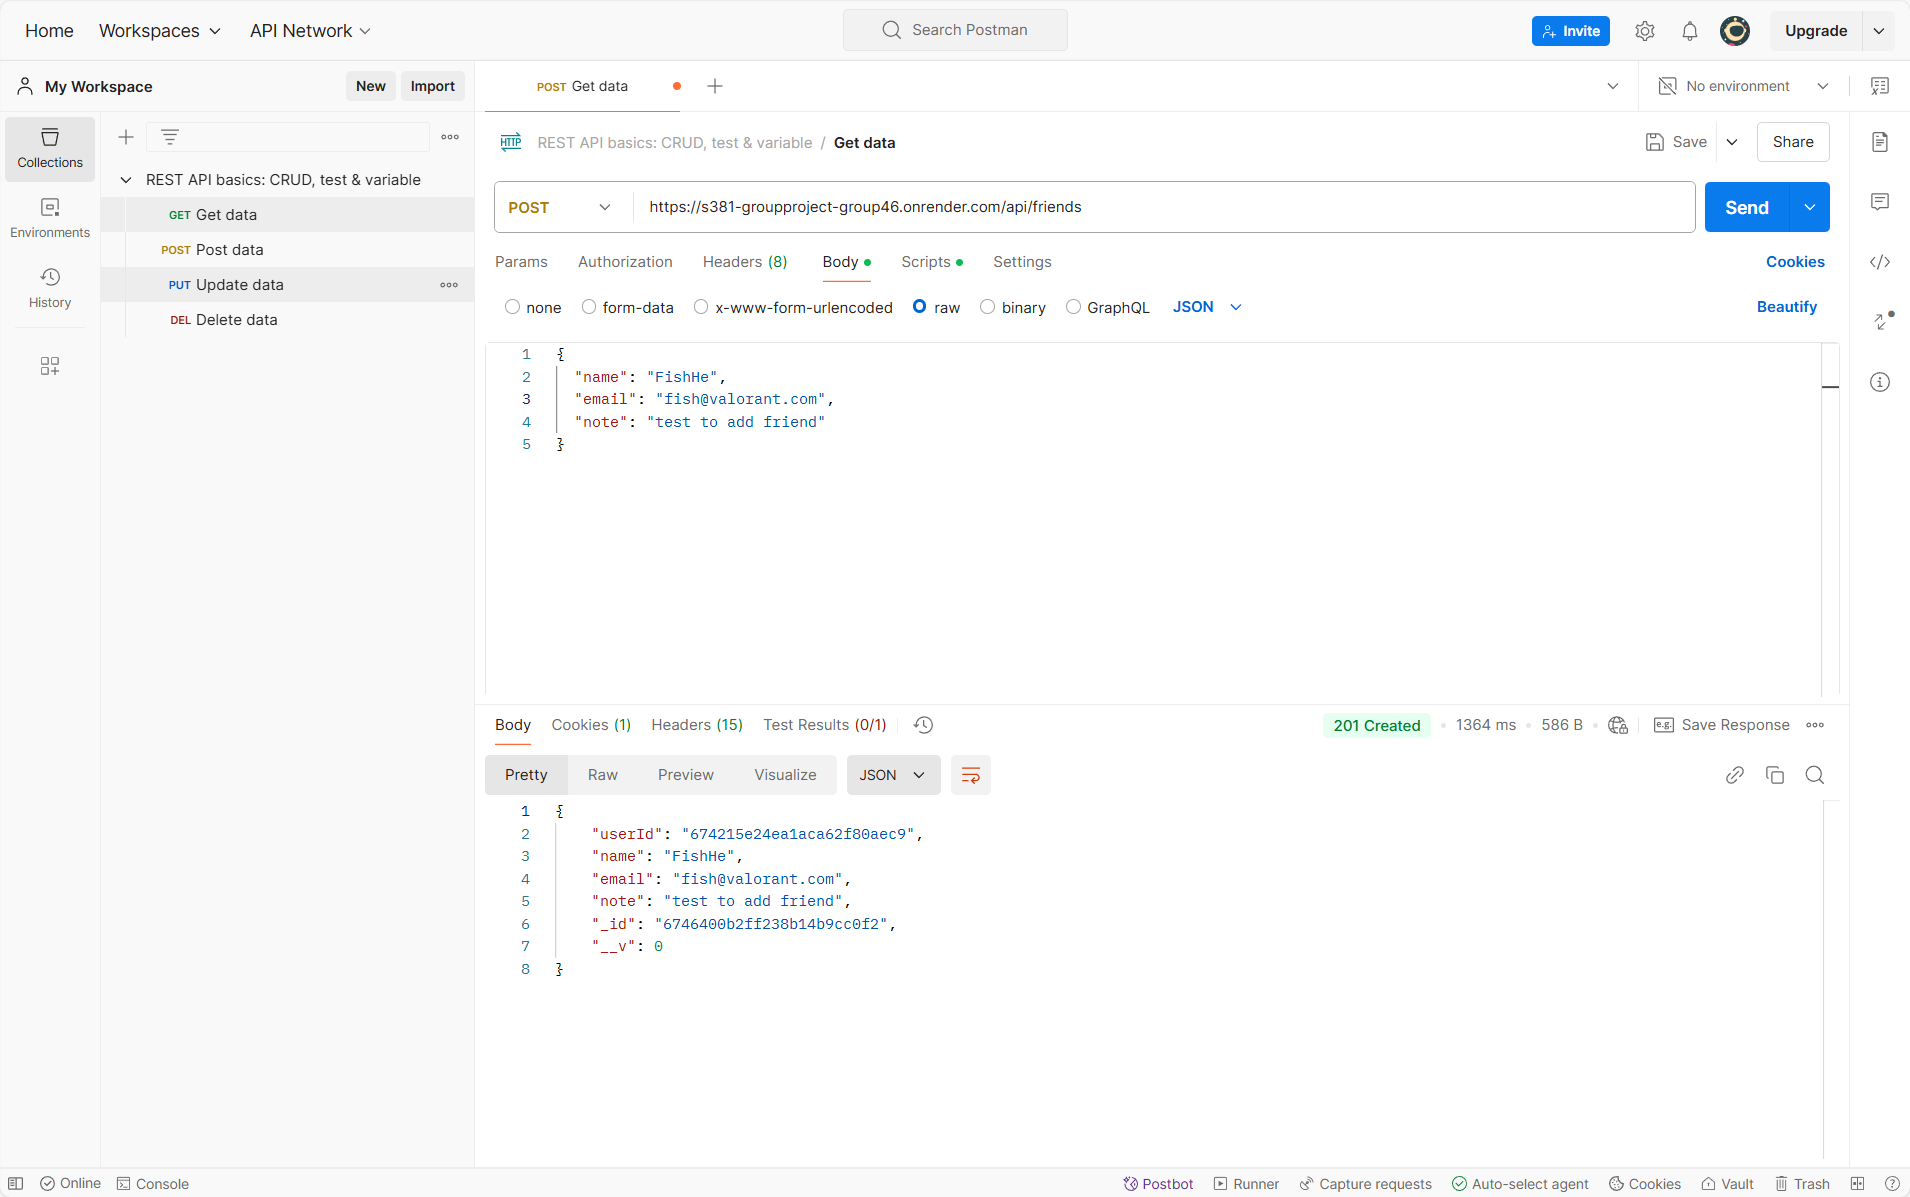 Home Workspaces API Network Search Postman Invite Upgrade
My Workspace New Import POST Get data No environment
Collections
Environments
History
REST API basics: CRUD, test & variable
GET Get data
POST Post data
PUT Update data
DEL Delete data
HTTP REST API basics: CRUD, test & variable / Get data Save Share
POST https://s381-groupproject-group46.onrender.com/api/friends Send
Params Authorization Headers (8) Body Scripts Settings Cookies
none form-data x-www-form-urlencoded raw binary GraphQL JSON Beautify
1 {
2 "name": "FishHe",
3 "email": "fish@valorant.com",
4 "note": "test to add friend"
5 }
Body Cookies (1) Headers (15) Test Results (0/1) 201 Created 1364 ms 586 B e.g. Save Response
Pretty Raw Preview Visualize JSON
1 {
2 "userId": "674215e24ea1aca62f80aec9",
3 "name": "FishHe",
4 "email": "fish@valorant.com",
5 "note": "test to add friend",
6 "_id": "6746400b2ff238b14b9cc0f2",
7 "__v": 0
8 }
Online Console Postbot Runner Capture requests Auto-select agent Cookies Vault Trash